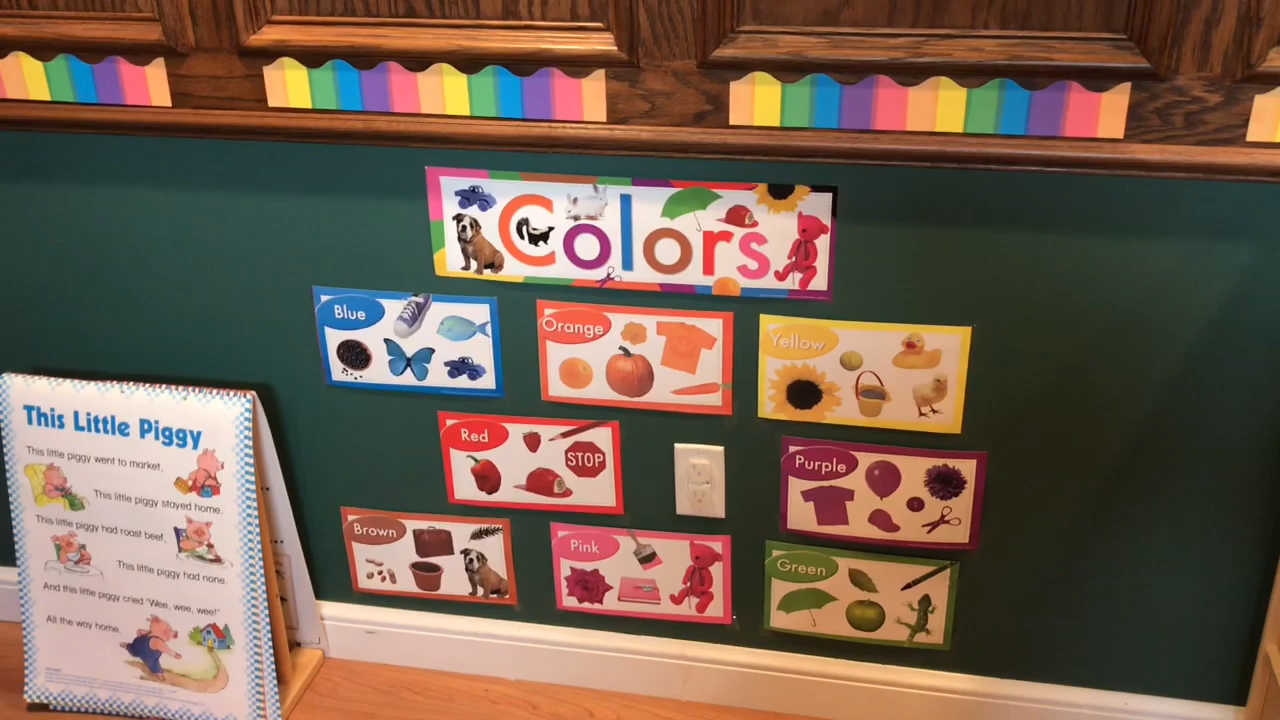 Colors
Blue
Orange
Yellow
Red
STOP
Purple
Brown
Pink
Green
This Little Piggy
This little piggy went to market,
This little piggy stayed home.
This little piggy had roast beef,
This little piggy had none.
And this little piggy cried "Wee, wee, wee!"
All the way home.